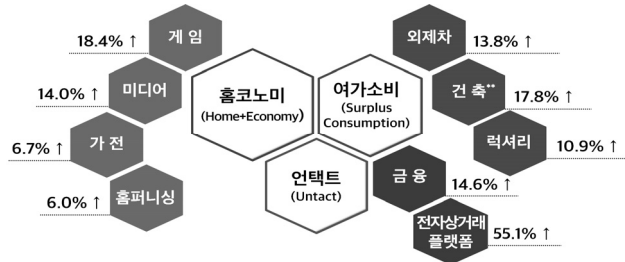 18.4% ↑
게 임
14.0% ↑
미디어
6.7% ↑
가 전
6.0% ↑
홈퍼니싱
홈코노미
(Home+Economy)
여가소비
(Surplus
Consumption)
언택트
(Untact)
외제차
13.8% ↑
건 축**
17.8% ↑
럭셔리
10.9% ↑
금 융
14.6% ↑
전자상거래
플랫폼
55.1% ↑